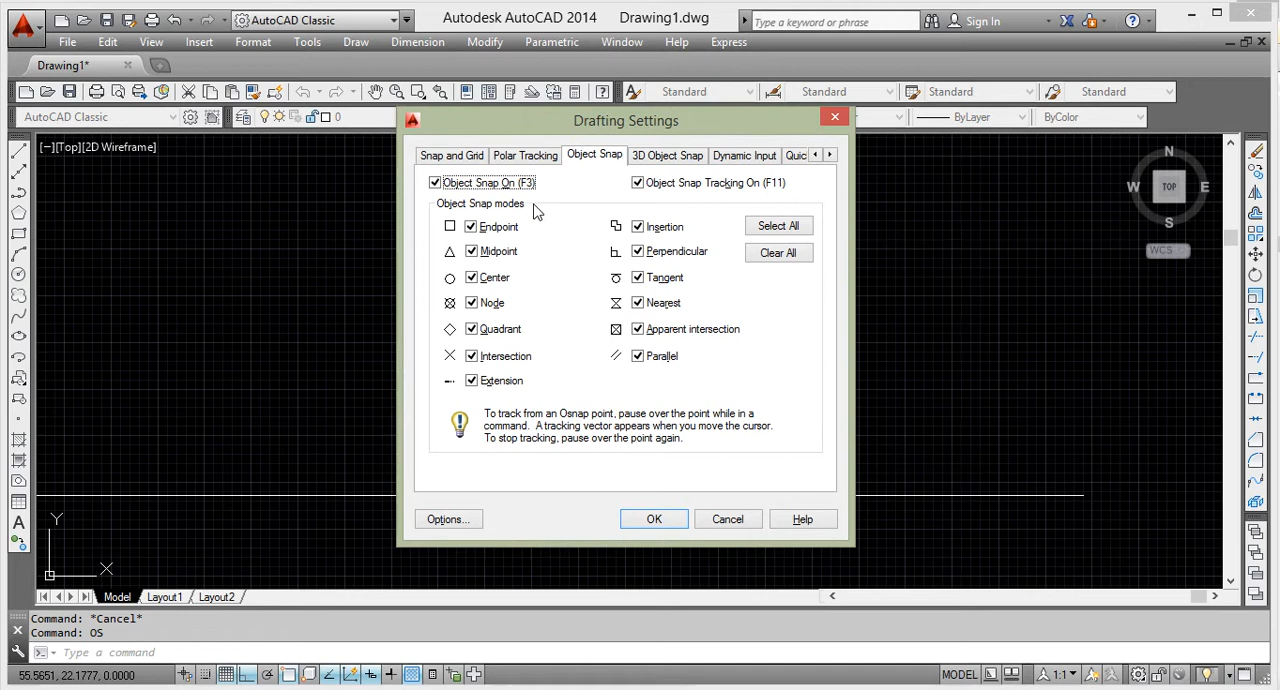 AutoCAD Classic
Autodesk AutoCAD 2014 Drawing1.dwg
Type a keyword or phrase
Sign In
File Edit View Insert Format Tools Draw Dimension Modify Parametric Window Help Express
Drawing1*
Standard Standard Standard Standard
AutoCAD Classic 0 ByLayer ByColor
[−][Top][2D Wireframe]
Drafting Settings
Snap and Grid Polar Tracking Object Snap 3D Object Snap Dynamic Input Quic
Object Snap On (F3) Object Snap Tracking On (F11)
Object Snap modes
Endpoint Insertion Select All
Midpoint Perpendicular Clear All
Center Tangent
Node Nearest
Quadrant Apparent intersection
Intersection Parallel
Extension
To track from an Osnap point, pause over the point while in a
command. A tracking vector appears when you move the cursor.
To stop tracking, pause over the point again.
Options... OK Cancel Help
N
W TOP E
S
WCS
Y
X
Model Layout1 Layout2
Command: *Cancel*
Command: OS
Type a command
55.5651, 22.1777, 0.0000 MODEL 1:1